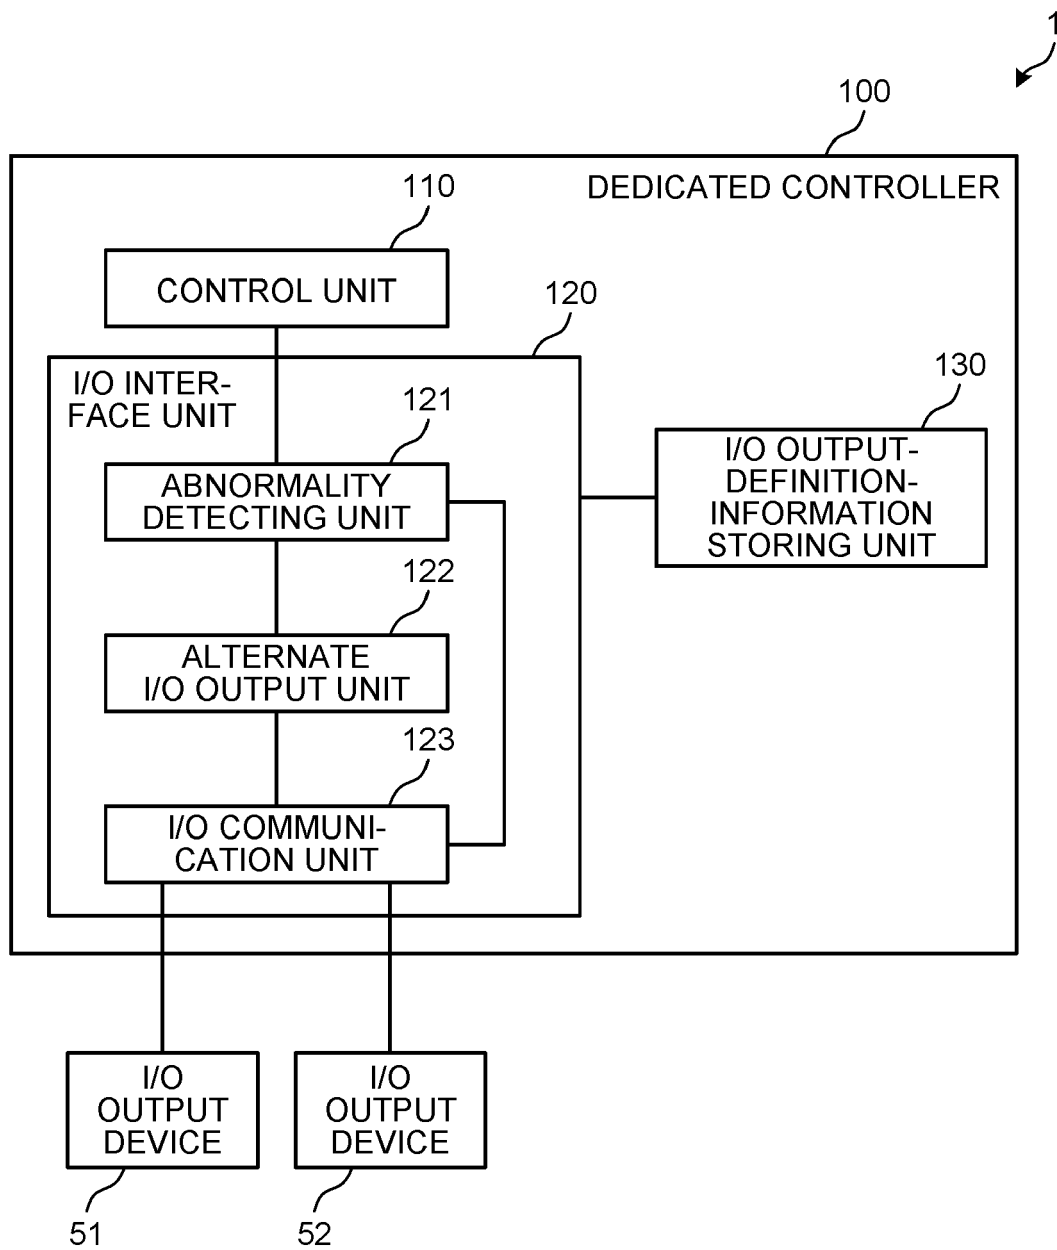 1
100
DEDICATED CONTROLLER
110
CONTROL UNIT
120
I/O INTER-
FACE UNIT
121
ABNORMALITY
DETECTING UNIT
130
I/O OUTPUT-
DEFINITION-
INFORMATION
STORING UNIT
122
ALTERNATE
I/O OUTPUT UNIT
123
I/O COMMUNI-
CATION UNIT
I/O
OUTPUT
DEVICE
51
I/O
OUTPUT
DEVICE
52